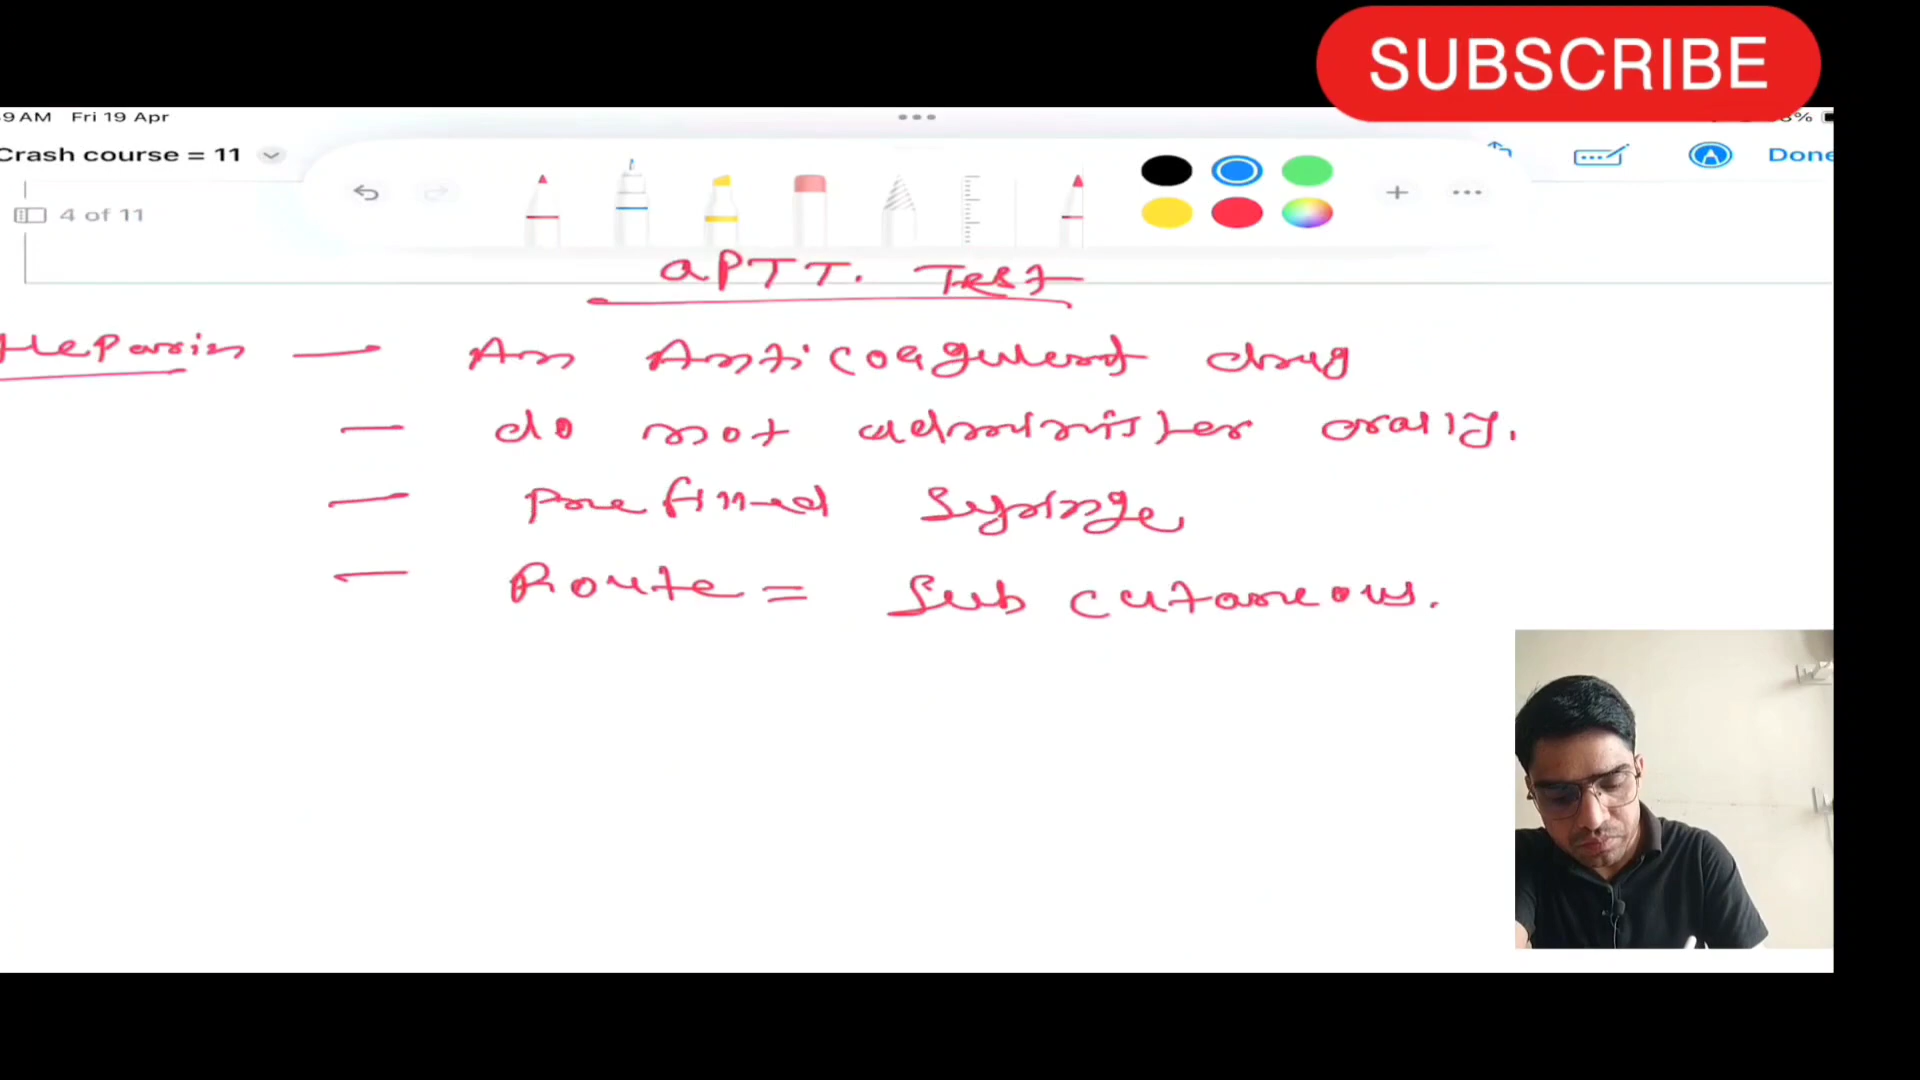 SUBSCRIBE
9 AM Fri 19 Apr
Crash course = 11
Done
4 of 11
aPTT. Test
Heparin — An Anticoagulent drug
— do not administer orally.
— Prefilled Syringe
— Route = Sub cutaneous.